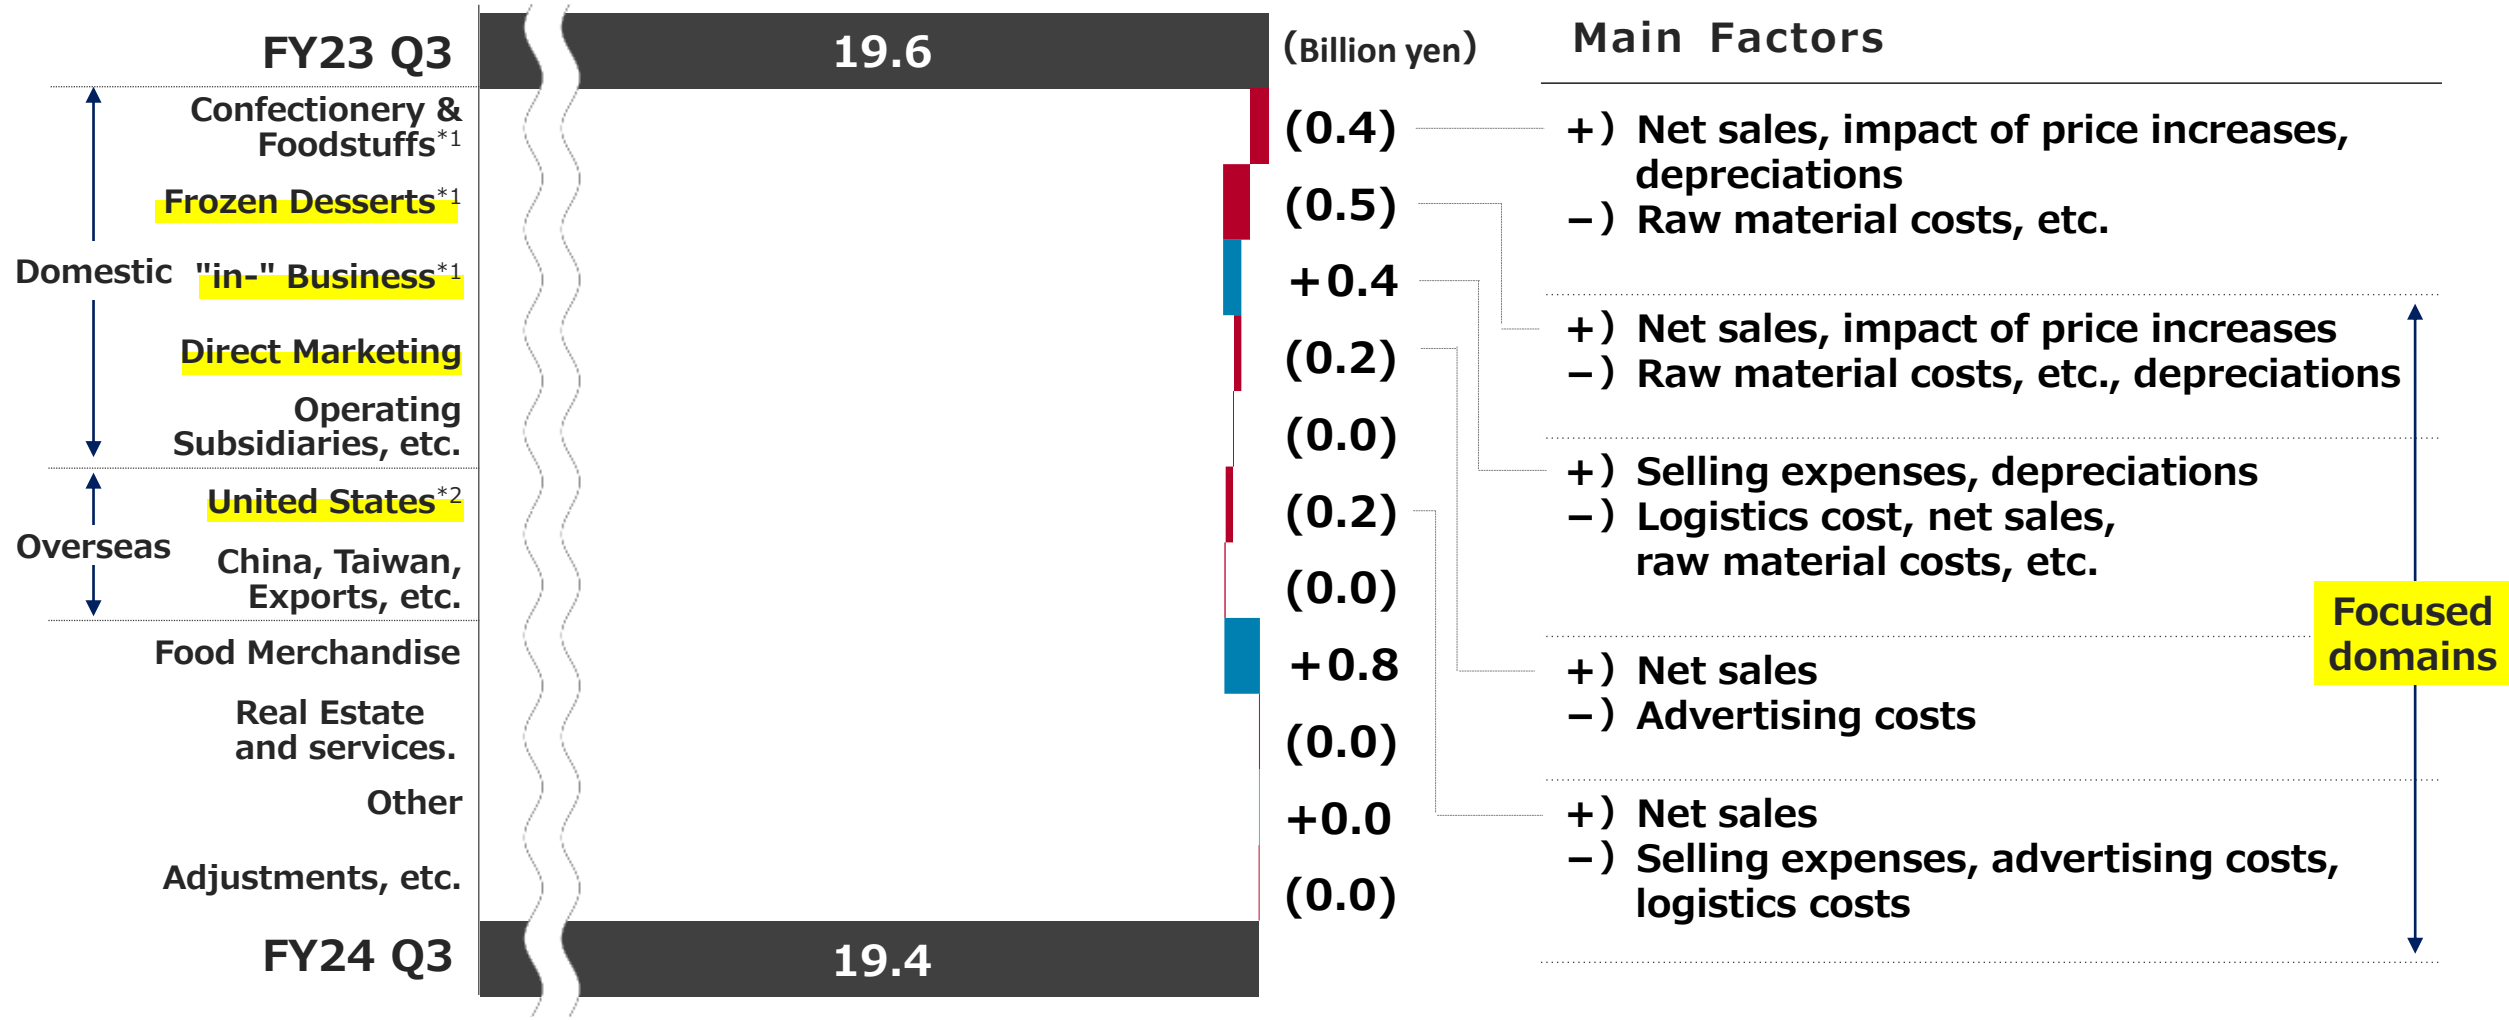 FY23 Q3
19.6
(Billion yen)
Main Factors
Domestic
Confectionery &
Foodstuffs*1
(0.4)
+) Net sales, impact of price increases,
depreciations
−) Raw material costs, etc.
Frozen Desserts*1
(0.5)
+) Net sales, impact of price increases
−) Raw material costs, etc., depreciations
"in-" Business*1
+0.4
+) Selling expenses, depreciations
−) Logistics cost, net sales,
raw material costs, etc.
Direct Marketing
(0.2)
+) Net sales
−) Advertising costs
Operating
Subsidiaries, etc.
(0.0)
Overseas
United States*2
(0.2)
+) Net sales
−) Selling expenses, advertising costs,
logistics costs
China, Taiwan,
Exports, etc.
(0.0)
Food Merchandise
+0.8
Real Estate
and services.
(0.0)
Other
+0.0
Adjustments, etc.
(0.0)
FY24 Q3
19.4
Focused
domains